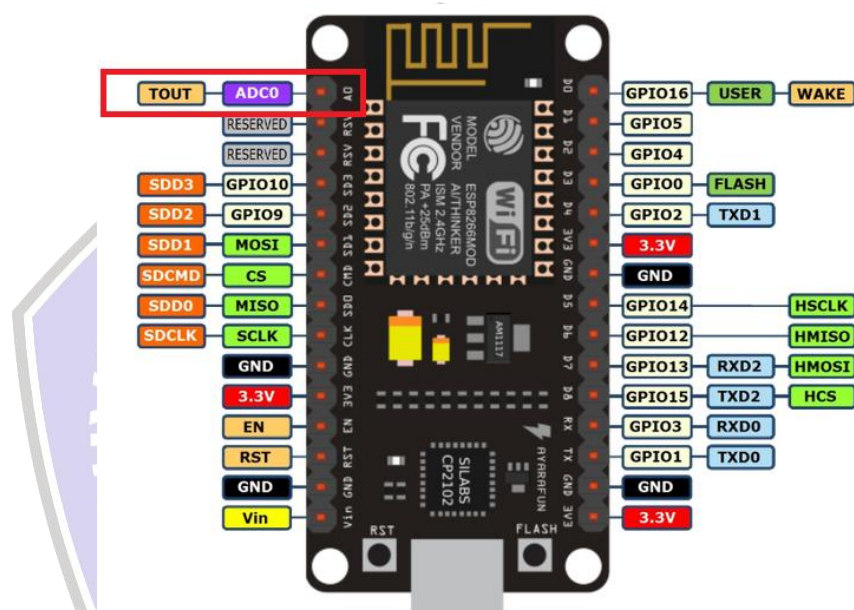 TOUT ADC0 A0 D0 GPIO16 USER WAKE
RESERVED RSV D1 GPIO5
RESERVED RSV D2 GPIO4
SDD3 GPIO10 SD3 D3 GPIO0 FLASH
SDD2 GPIO9 SD2 D4 GPIO2 TXD1
SDD1 MOSI SD1 3V3 3.3V
SDCMD CS CMD GND GND
SDD0 MISO SD0 D5 GPIO14 HSCLK
SDCLK SCLK CLK D6 GPIO12 HMISO
GND GND D7 GPIO13 RXD2 HMOSI
3.3V 3V3 D8 GPIO15 TXD2 HCS
EN EN RX GPIO3 RXD0
RST RST TX GPIO1 TXD0
GND GND GND GND
Vin Vin 3V3 3.3V
MODEL ESP8266MOD
VENDOR AI/THINKER
ISM 2.4GHz
PA +25dBm
802.11b/g/n
FC
Wi Fi
AM1117
SILABS
CP2102
AYARAFUN
RST
FLASH